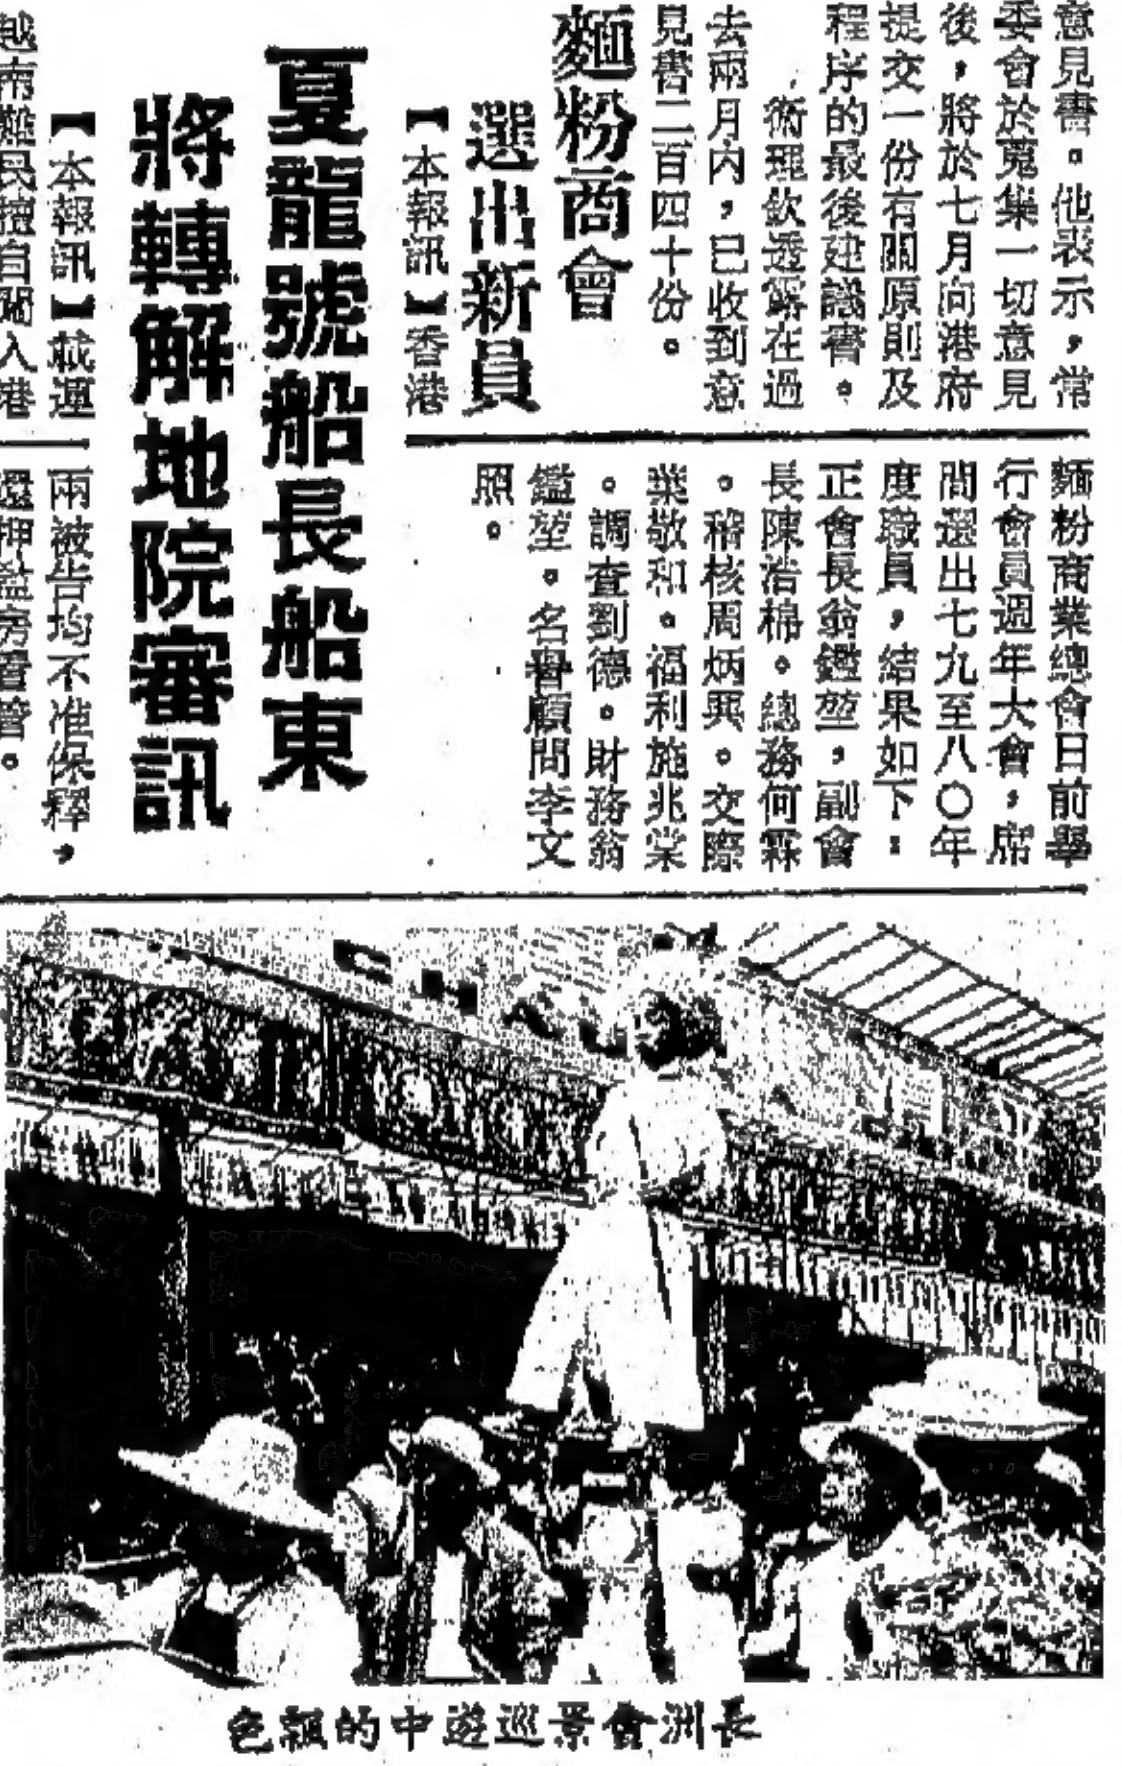 意見書。他表示，常
委會於蒐集一切意見
後，將於七月向港府
提交一份有關原則及
程序的最後建議書。
衛理欽透露在過
去兩月内，已收到意
見書二百四十份。
麵粉商會
選出新員
【本報訊】香港
麵粉商業總會日前舉
行會員週年大會，席
間選出七九至八〇年
度職員，結果如下：
正會長翁鑑堃，副會
長陳浩棉。總務何霖
。稽核周炳興。交際
葉敬和。福利施兆棠
。調查劉德。財務翁
鑑堃。名譽顧問李文
照。
夏龍號船長船東
將轉解地院審訊
【本報訊】載運
越南難民擅自闖入港
兩被告均不准保釋，
還押監房看管。
長洲會景巡遊中的飄色